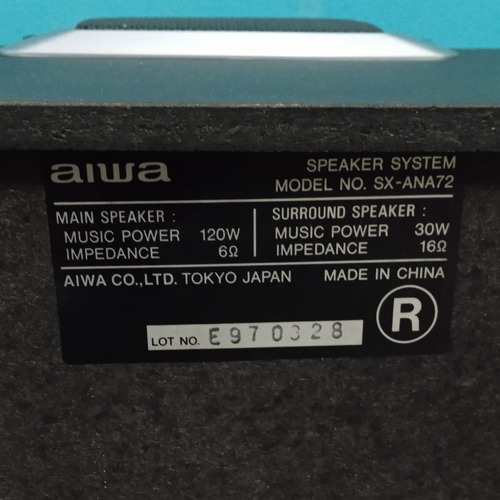 aiwa
SPEAKER SYSTEM
MODEL NO. SX-ANA72
MAIN SPEAKER :
MUSIC POWER 120W
IMPEDANCE 6Ω
SURROUND SPEAKER :
MUSIC POWER 30W
IMPEDANCE 16Ω
AIWA CO.,LTD. TOKYO JAPAN MADE IN CHINA
R
LOT NO. E970328